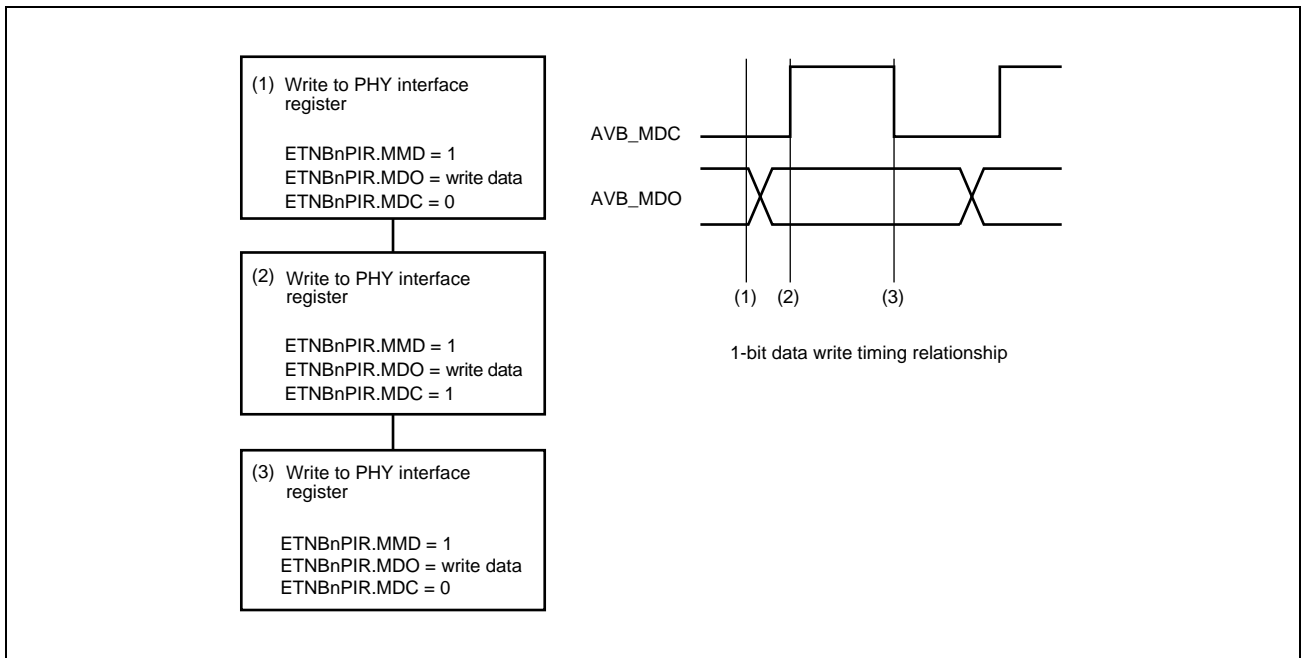 (1) Write to PHY interface
register
ETNBnPIR.MMD = 1
ETNBnPIR.MDO = write data
ETNBnPIR.MDC = 0
(2) Write to PHY interface
register
ETNBnPIR.MMD = 1
ETNBnPIR.MDO = write data
ETNBnPIR.MDC = 1
(3) Write to PHY interface
register
ETNBnPIR.MMD = 1
ETNBnPIR.MDO = write data
ETNBnPIR.MDC = 0
AVB_MDC
AVB_MDO
(1) (2) (3)
1-bit data write timing relationship